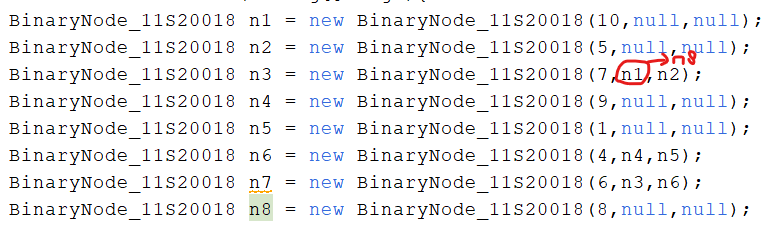 BinaryNode_11S20018 n1 = new BinaryNode_11S20018(10,null,null);
BinaryNode_11S20018 n2 = new BinaryNode_11S20018(5,null,null);
n8
BinaryNode_11S20018 n3 = new BinaryNode_11S20018(7,n1,n2);
BinaryNode_11S20018 n4 = new BinaryNode_11S20018(9,null,null);
BinaryNode_11S20018 n5 = new BinaryNode_11S20018(1,null,null);
BinaryNode_11S20018 n6 = new BinaryNode_11S20018(4,n4,n5);
BinaryNode_11S20018 n7 = new BinaryNode_11S20018(6,n3,n6);
BinaryNode_11S20018 n8 = new BinaryNode_11S20018(8,null,null);